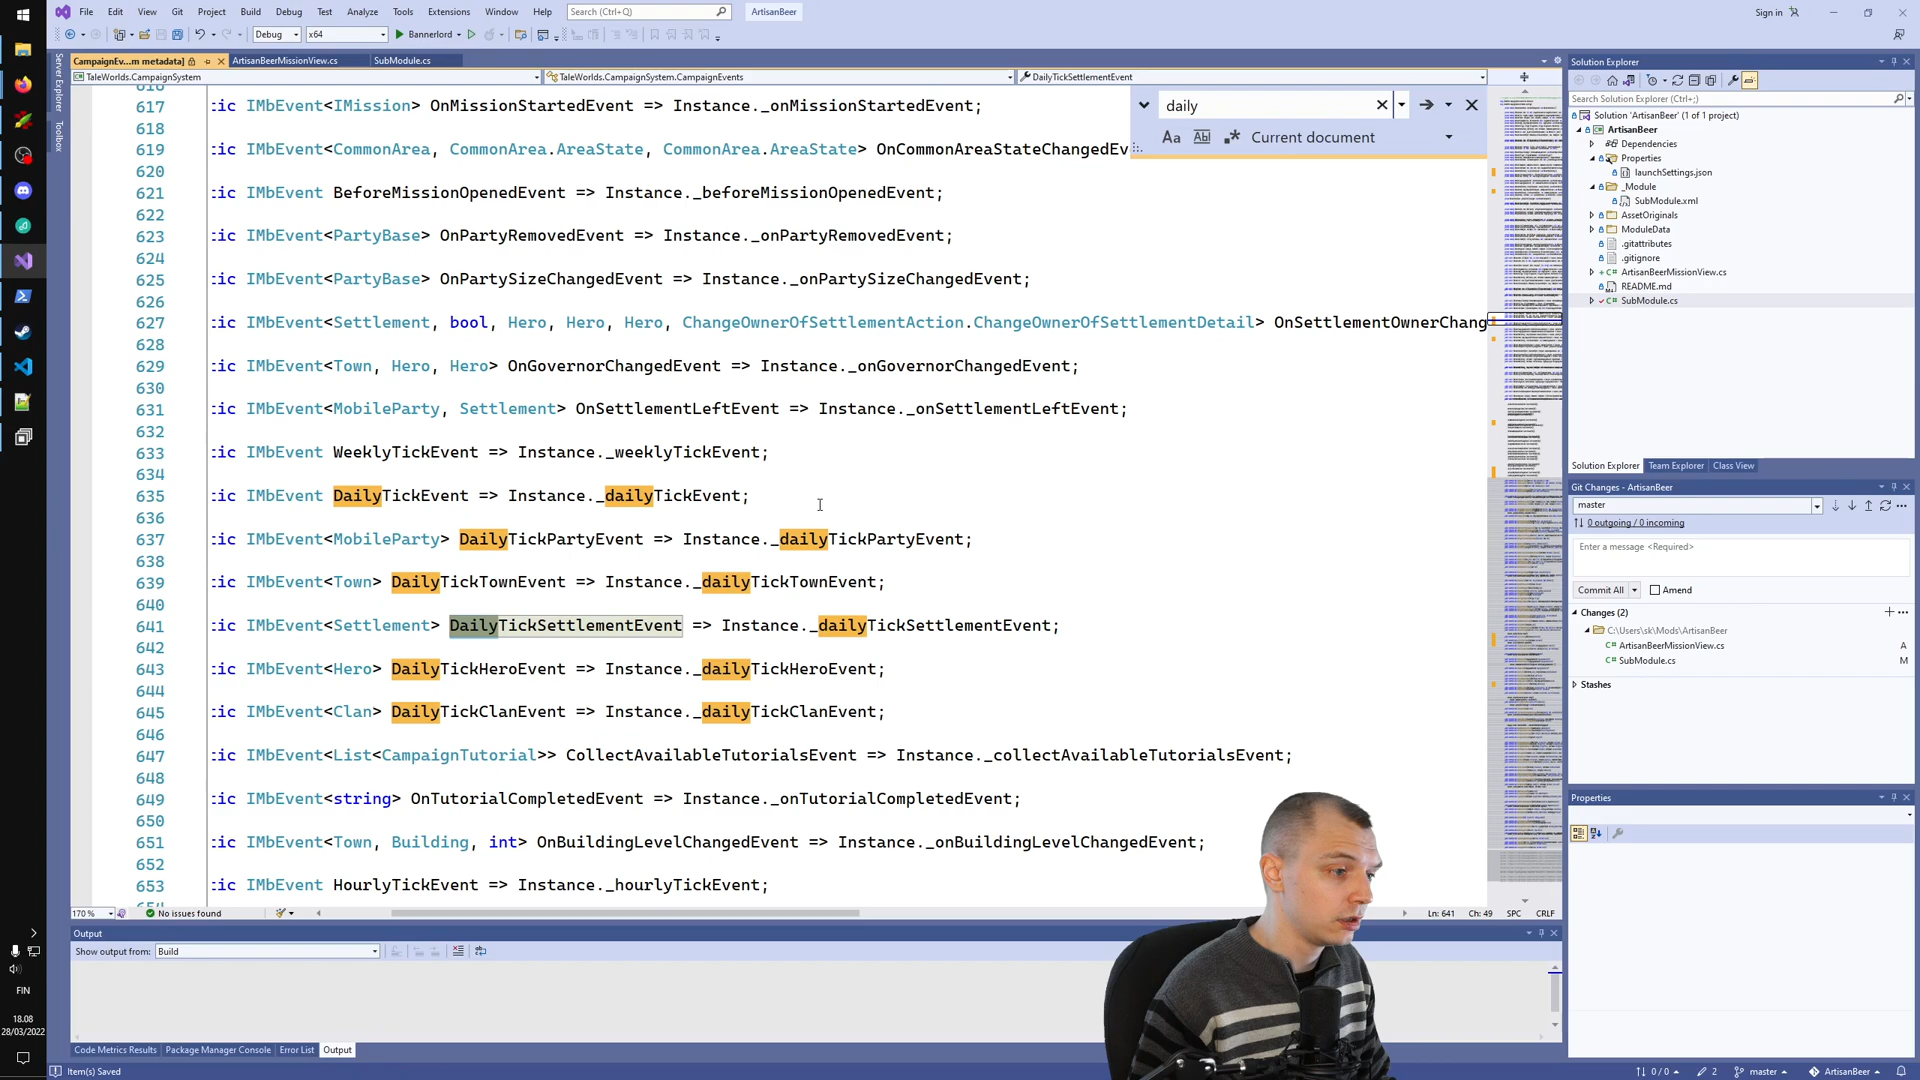 File Edit View Git Project Build Debug Test Analyze Tools Extensions Window Help Search (Ctrl+Q) ArtisanBeer Sign in
Debug x64 Bannerlord
CampaignEv...m metadata] ArtisanBeerMissionView.cs SubModule.cs
TaleWorlds.CampaignSystem TaleWorlds.CampaignSystem.CampaignEvents DailyTickSettlementEvent
Server Explorer
Toolbox
616
617 :ic IMbEvent<IMission> OnMissionStartedEvent => Instance._onMissionStartedEvent;
618
619 :ic IMbEvent<CommonArea, CommonArea.AreaState, CommonArea.AreaState> OnCommonAreaStateChangedEv
620
621 :ic IMbEvent BeforeMissionOpenedEvent => Instance._beforeMissionOpenedEvent;
622
623 :ic IMbEvent<PartyBase> OnPartyRemovedEvent => Instance._onPartyRemovedEvent;
624
625 :ic IMbEvent<PartyBase> OnPartySizeChangedEvent => Instance._onPartySizeChangedEvent;
626
627 :ic IMbEvent<Settlement, bool, Hero, Hero, Hero, ChangeOwnerOfSettlementAction.ChangeOwnerOfSettlementDetail> OnSettlementOwnerChang
628
629 :ic IMbEvent<Town, Hero, Hero> OnGovernorChangedEvent => Instance._onGovernorChangedEvent;
630
631 :ic IMbEvent<MobileParty, Settlement> OnSettlementLeftEvent => Instance._onSettlementLeftEvent;
632
633 :ic IMbEvent WeeklyTickEvent => Instance._weeklyTickEvent;
634
635 :ic IMbEvent DailyTickEvent => Instance._dailyTickEvent;
636
637 :ic IMbEvent<MobileParty> DailyTickPartyEvent => Instance._dailyTickPartyEvent;
638
639 :ic IMbEvent<Town> DailyTickTownEvent => Instance._dailyTickTownEvent;
640
641 :ic IMbEvent<Settlement> DailyTickSettlementEvent => Instance._dailyTickSettlementEvent;
642
643 :ic IMbEvent<Hero> DailyTickHeroEvent => Instance._dailyTickHeroEvent;
644
645 :ic IMbEvent<Clan> DailyTickClanEvent => Instance._dailyTickClanEvent;
646
647 :ic IMbEvent<List<CampaignTutorial>> CollectAvailableTutorialsEvent => Instance._collectAvailableTutorialsEvent;
648
649 :ic IMbEvent<string> OnTutorialCompletedEvent => Instance._onTutorialCompletedEvent;
650
651 :ic IMbEvent<Town, Building, int> OnBuildingLevelChangedEvent => Instance._onBuildingLevelChangedEvent;
652
653 :ic IMbEvent HourlyTickEvent => Instance._hourlyTickEvent;
daily
Aa Current document
170 % No issues found Ln: 641 Ch: 49 SPC CRLF
Output
Show output from: Build
Code Metrics Results Package Manager Console Error List Output
Solution Explorer
Search Solution Explorer (Ctrl+;)
Solution 'ArtisanBeer' (1 of 1 project)
ArtisanBeer
Dependencies
Properties
launchSettings.json
_Module
SubModule.xml
AssetOriginals
ModuleData
.gitattributes
.gitignore
ArtisanBeerMissionView.cs
README.md
SubModule.cs
Solution Explorer Team Explorer Class View
Git Changes - ArtisanBeer
master
0 outgoing / 0 incoming
Enter a message <Required>
Commit All Amend
Changes (2)
C:\Users\sk\Mods\ArtisanBeer
ArtisanBeerMissionView.cs A
SubModule.cs M
Stashes
Properties
FIN
18.08
28/03/2022
Item(s) Saved 0 / 0 2 master ArtisanBeer